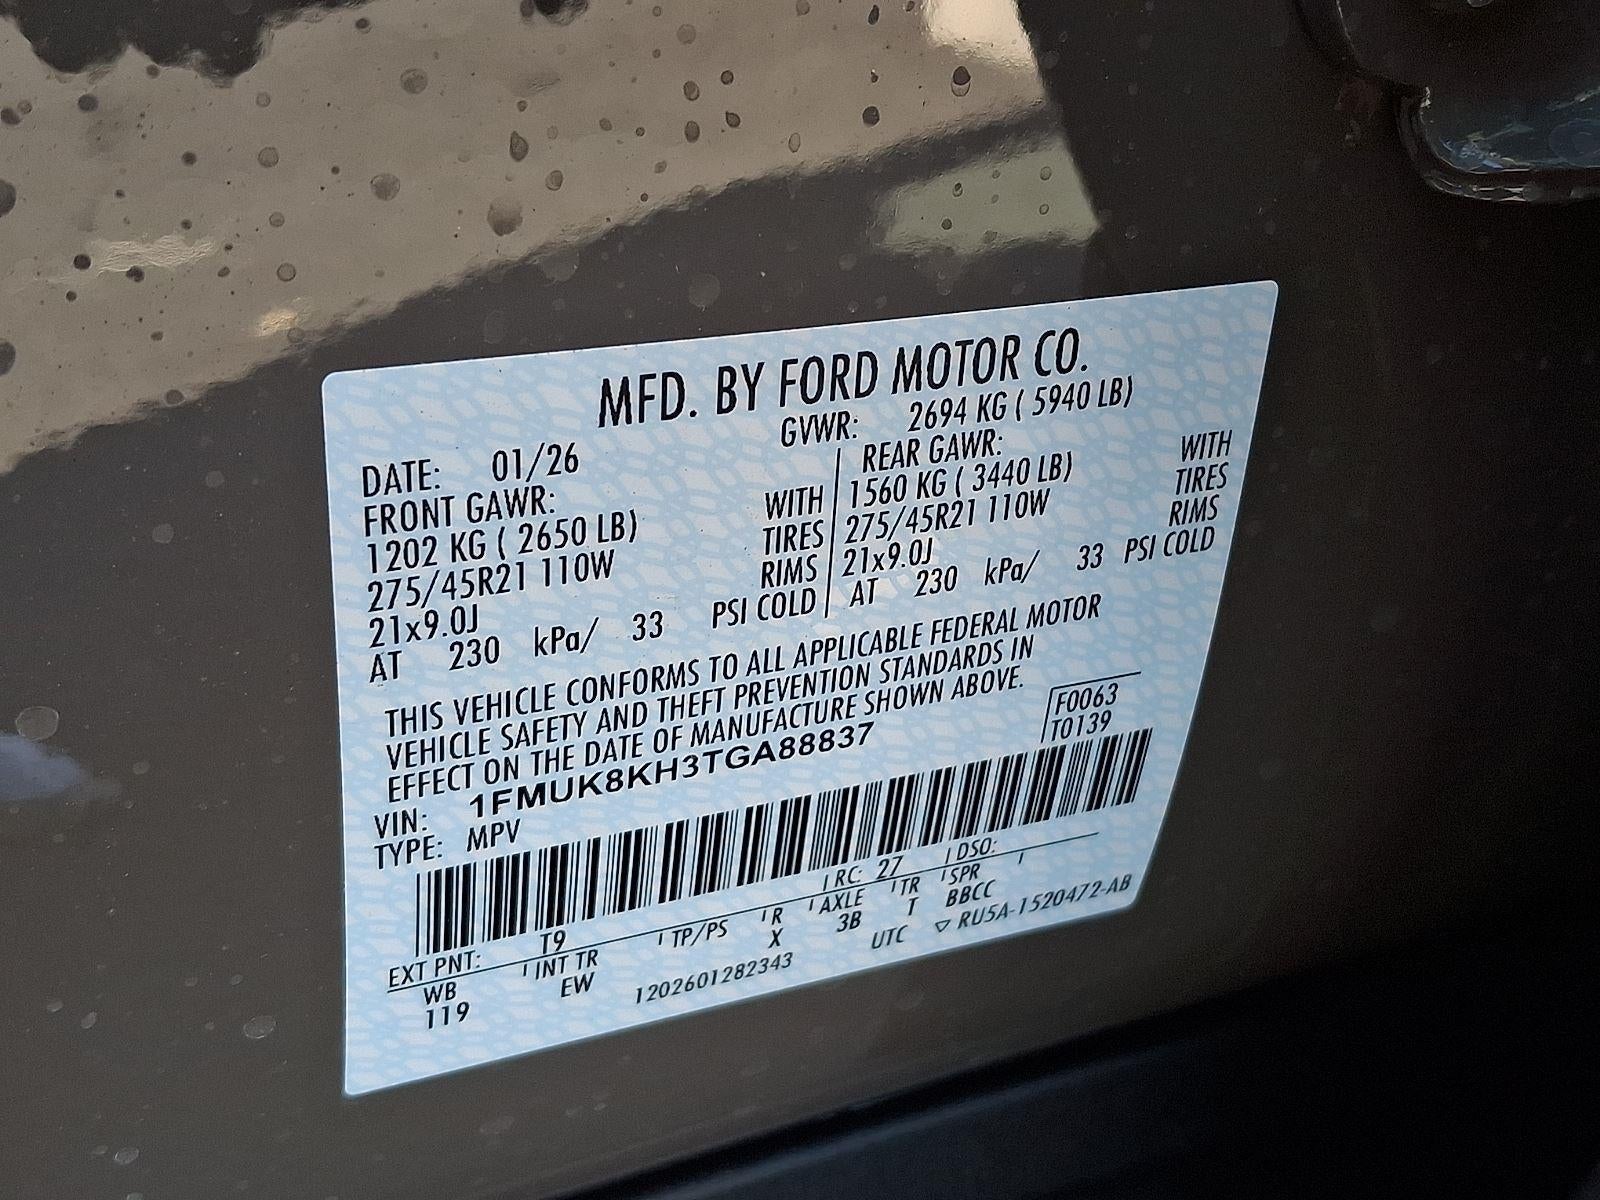 MFD. BY FORD MOTOR CO.
DATE: 01/26 GVWR: 2694 KG ( 5940 LB)
FRONT GAWR: REAR GAWR:
1202 KG ( 2650 LB) WITH 1560 KG ( 3440 LB) WITH
275/45R21 110W TIRES 275/45R21 110W TIRES
21x9.0J RIMS 21x9.0J RIMS
AT 230 kPa/ 33 PSI COLD AT 230 kPa/ 33 PSI COLD
THIS VEHICLE CONFORMS TO ALL APPLICABLE FEDERAL MOTOR
VEHICLE SAFETY AND THEFT PREVENTION STANDARDS IN
EFFECT ON THE DATE OF MANUFACTURE SHOWN ABOVE.
F0063
T0139
VIN: 1FMUK8KH3TGA88837
TYPE: MPV
EXT PNT: T9 RC: 27 DSO:
WB INT TR TP/PS R AXLE TR SPR
119 EW X 3B T BBCC
1202601282343 UTC ▽ RU5A-1520472-AB